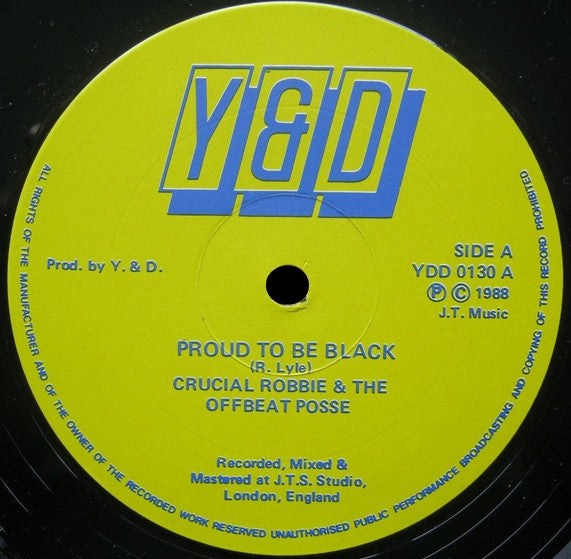 Y&D
Prod. by Y. & D.
SIDE A
YDD 0130 A
Ⓟ © 1988
J.T. Music
PROUD TO BE BLACK
(R. Lyle)
CRUCIAL ROBBIE & THE
OFFBEAT POSSE
Recorded, Mixed &
Mastered at J.T.S. Studio,
London, England
ALL RIGHTS OF THE MANUFACTURER AND OF THE OWNER OF THE RECORDED WORK RESERVED UNAUTHORISED PUBLIC PERFORMANCE BROADCASTING AND COPYING OF THIS RECORD PROHIBITED